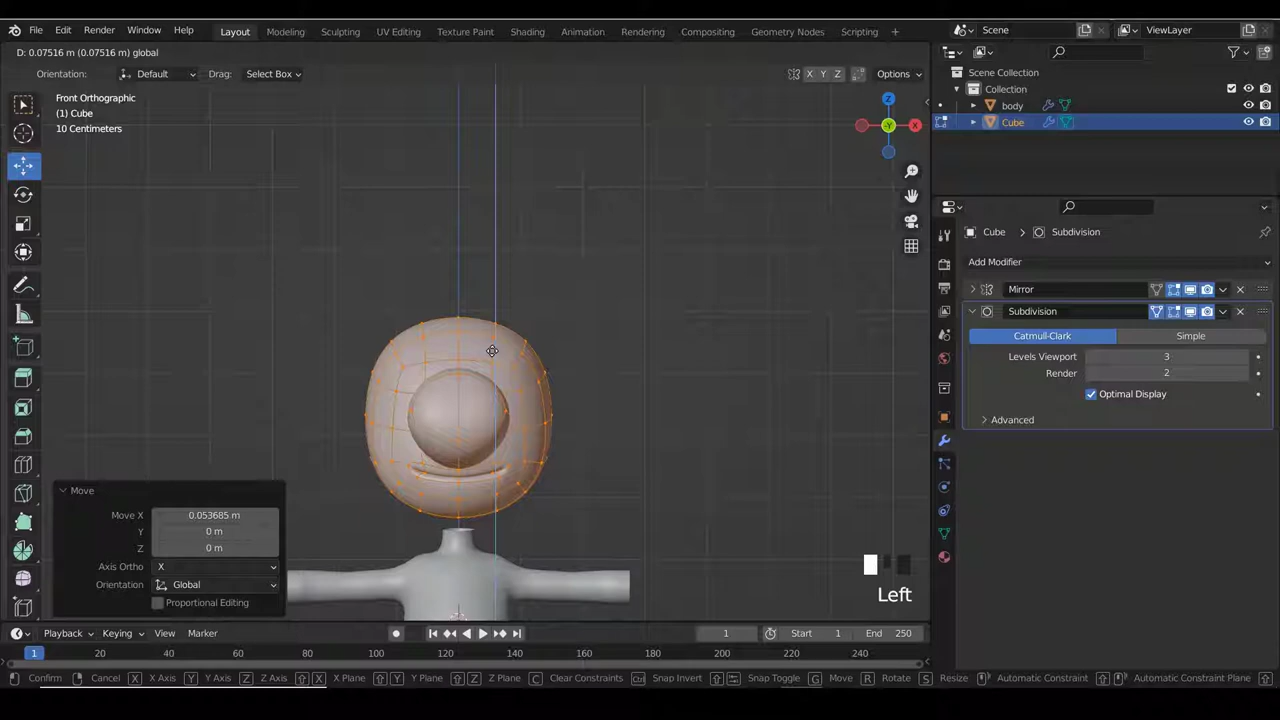 File Edit Render Window Help Layout Modeling Sculpting UV Editing Texture Paint Shading Animation Rendering Compositing Geometry Nodes Scripting Scene ViewLayer
D: 0.07516 m (0.07516 m) global
Orientation: Default Drag: Select Box X Y Z Options
Scene Collection
Collection
body
Cube
Front Orthographic
(1) Cube
10 Centimeters
Z
-Y
X
Cube > Subdivision
Add Modifier
Mirror
Subdivision
Catmull-Clark Simple
Levels Viewport 3
Render 2
Optimal Display
Advanced
Move
Move X 0.053685 m
Y 0 m
Z 0 m
Axis Ortho X
Orientation Global
Proportional Editing
Left
Playback Keying View Marker 1 Start 1 End 250
1 20 40 60 80 100 120 140 160 180 200 220 240
Confirm Cancel X X Axis Y Y Axis Z Z Axis X X Plane Y Y Plane Z Z Plane C Clear Constraints Snap Invert Snap Toggle G Move R Rotate S Resize Automatic Constraint Automatic Constraint Plane